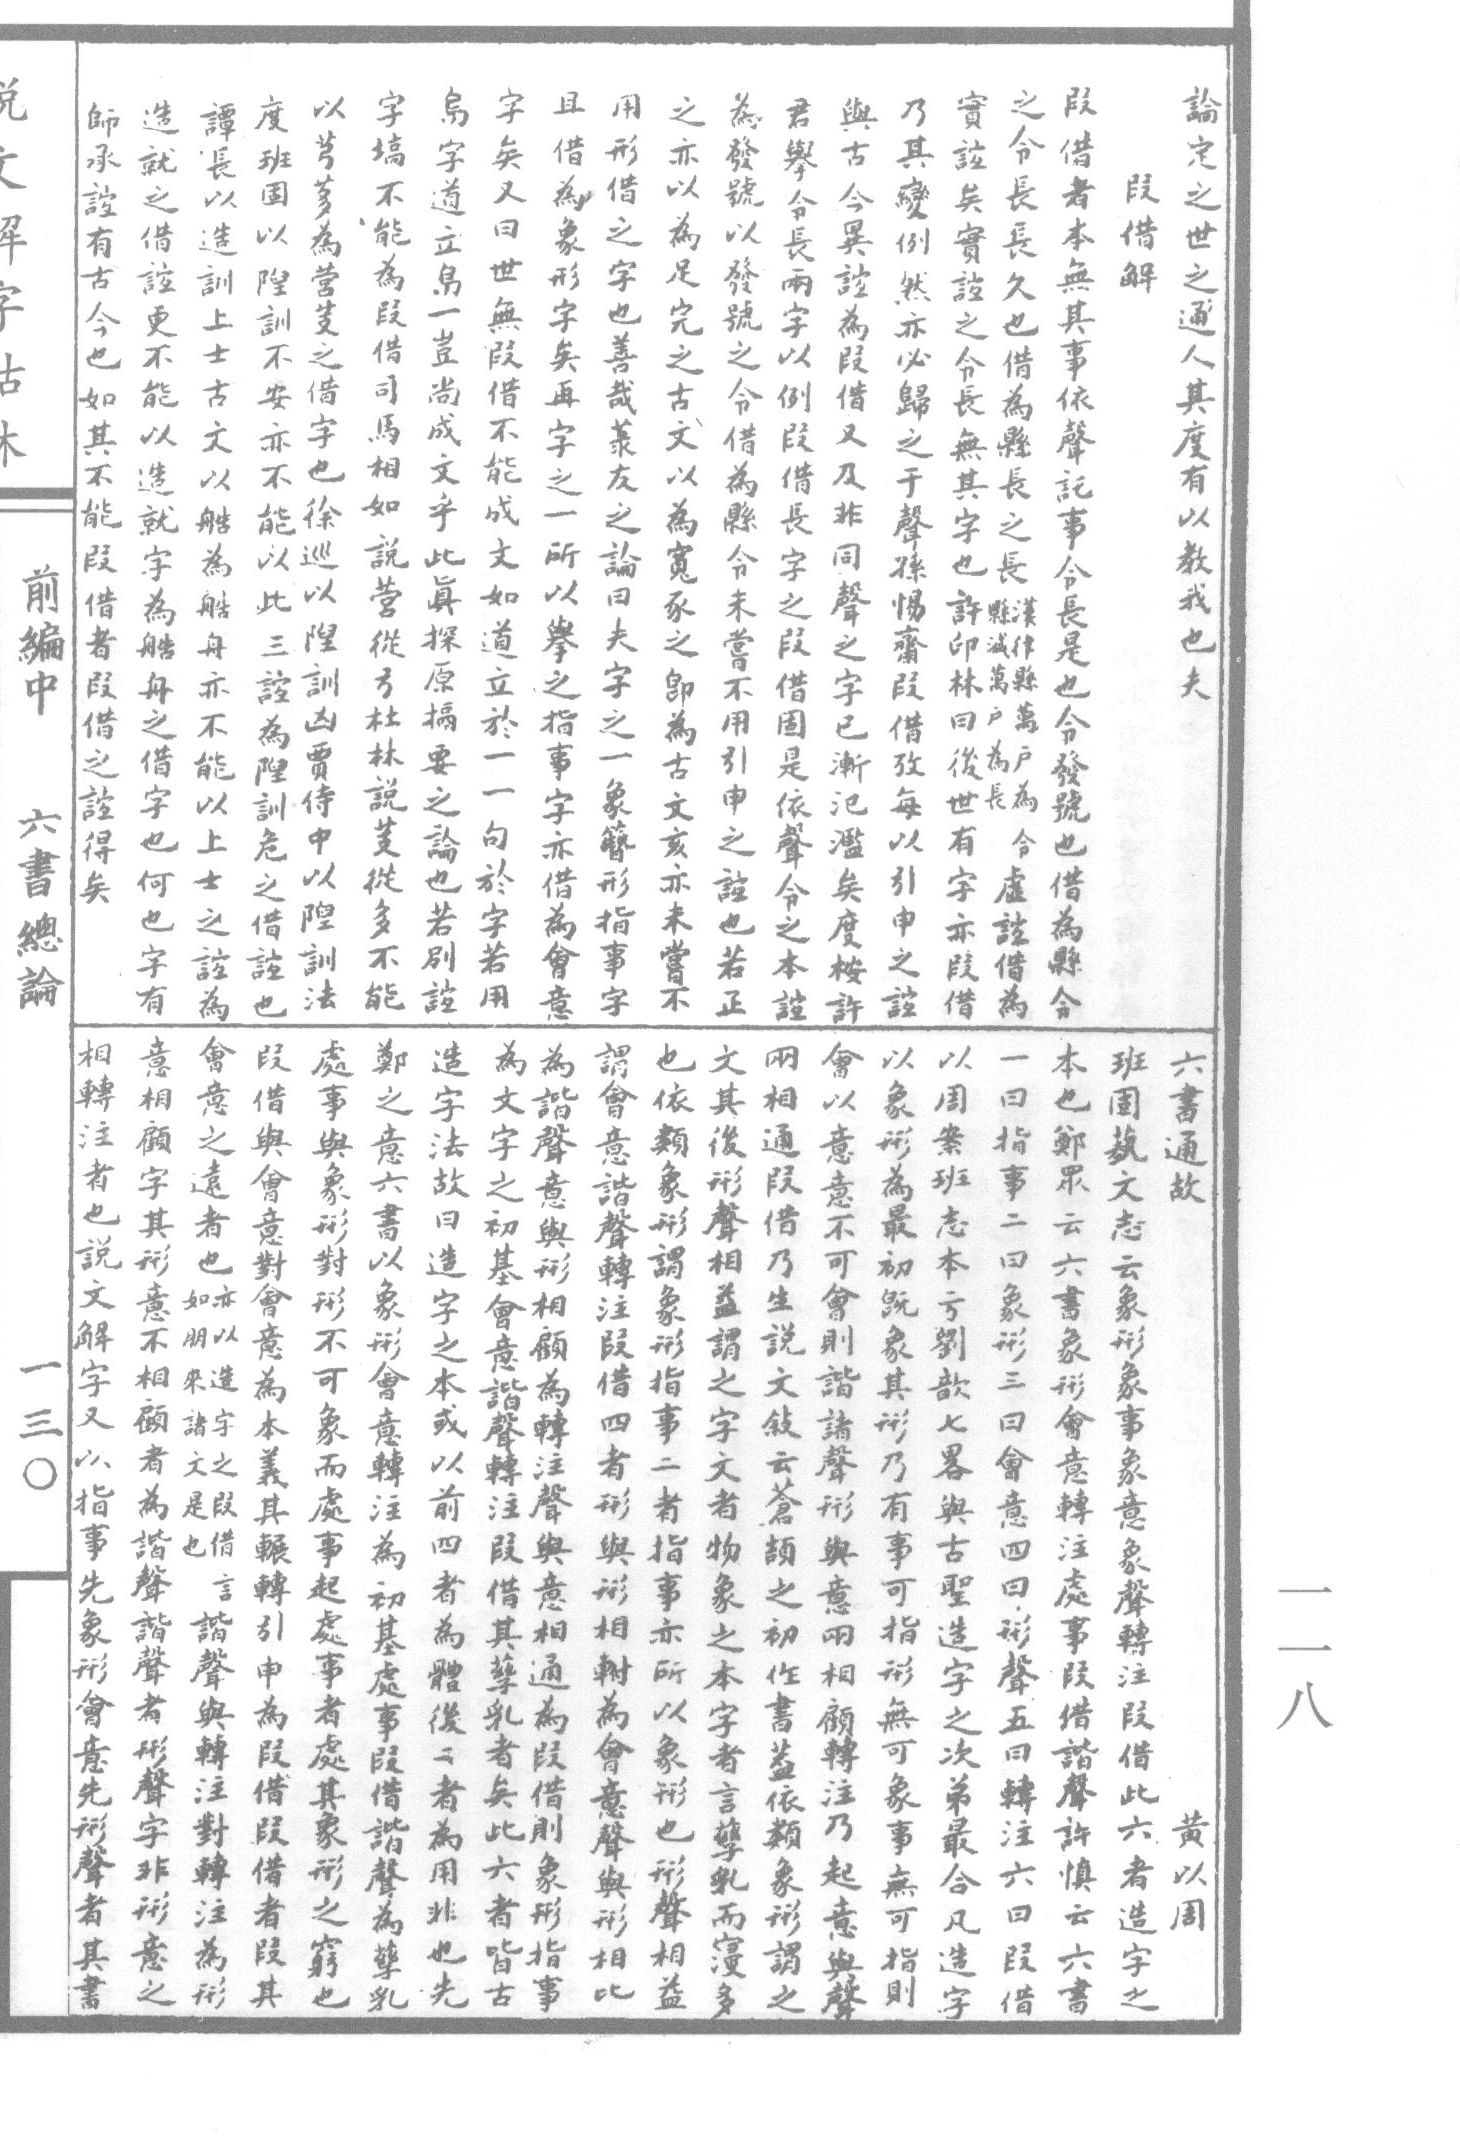 論定之世之通人其度有以教我也夫
叚借解
叚借者本無其事依聲託事令長是也令發號也借為縣令
之令長長久也借為縣長之長漢律縣萬戶為令縣減萬戶為長虛誼借為
實誼矣實誼之令長無其字也許印林曰後世有字亦叚借
乃其變例然亦必歸之于聲孫惕齋叚借攷每以引申之誼
與古今異誼為叚借又及非同聲之字已漸氾濫矣度桉許
君舉令長兩字以例叚借長字之叚借固是依聲令之本誼
為發號以發號之令借為縣令未嘗不用引申之誼也若正
之亦以為足完之古文以為寬豕之卽為古文亥亦未嘗不
用形借之字也善哉菉友之論曰夫字之一象簪形指事字
且借為象形字矣再字之一所以舉之指事字亦借為會意
字矣又曰世無叚借不能成文如道立於一一句於字若用
烏字道立烏一豈尚成文乎此眞探原搞要之論也若別誼
字塙不能為叚借司馬相如說營從弓杜林說芰從多不能
以芎茤為营芰之借字也徐巡以隉訓凶賈侍中以隉訓法
度班固以隉訓不安亦不能以此三誼為隉訓危之借誼也
譚長以造訓上士古文以艁為艁舟亦不能以上士之誼為
造就之借誼更不能以造就字為艁舟之借字也何也字有
師承誼有古今也如其不能叚借者叚借之誼得矣
六書通故　黃以周
班固蓺文志云象形象事象意象聲轉注叚借此六者造字之
本也鄭眾云六書象形會意轉注處事叚借諧聲許慎云六書
一曰指事二曰象形三曰會意四曰形聲五曰轉注六曰叚借
以周案班志本亏劉歆七畧與古聖造字之次弟最合凡造字
以象形為最初旣象其形乃有事可指形無可象事無可指則
會以意意不可會則諧諸聲形與意兩相顧轉注乃起意與聲
兩相通叚借乃生說文敍云蒼頡之初作書葢依類象形謂之
文其後形聲相益謂之字文者物象之本字者言孳乳而寖多
也依類象形謂象形指事二者指事亦所以象形也形聲相益
謂會意諧聲轉注叚借四者形與形相軵為會意聲與形相比
為諧聲意與形相顧為轉注聲與意相通為叚借則象形指事
為文字之初基會意諧聲轉注叚借其孳乳者矣此六者皆古
造字法故曰造字之本或以前四者為體後二者為用非也先
鄭之意六書以象形會意轉注為初基處事叚借諧聲為孳乳
處事與象形對形不可象而處事起處事者處其象形之窮也
叚借與會意對會意為本義其輾轉引申為叚借叚借者叚其
會意之遠者也亦以造字之叚借言如朋來諸文是也諧聲與轉注對轉注為形
意相顧字其形意不相顧者為諧聲諧聲者形聲字非形意之
相轉注者也說文解字又以指事先象形會意先形聲者其書
說文解字詁林
前編中　六書總論　一三〇
一一八